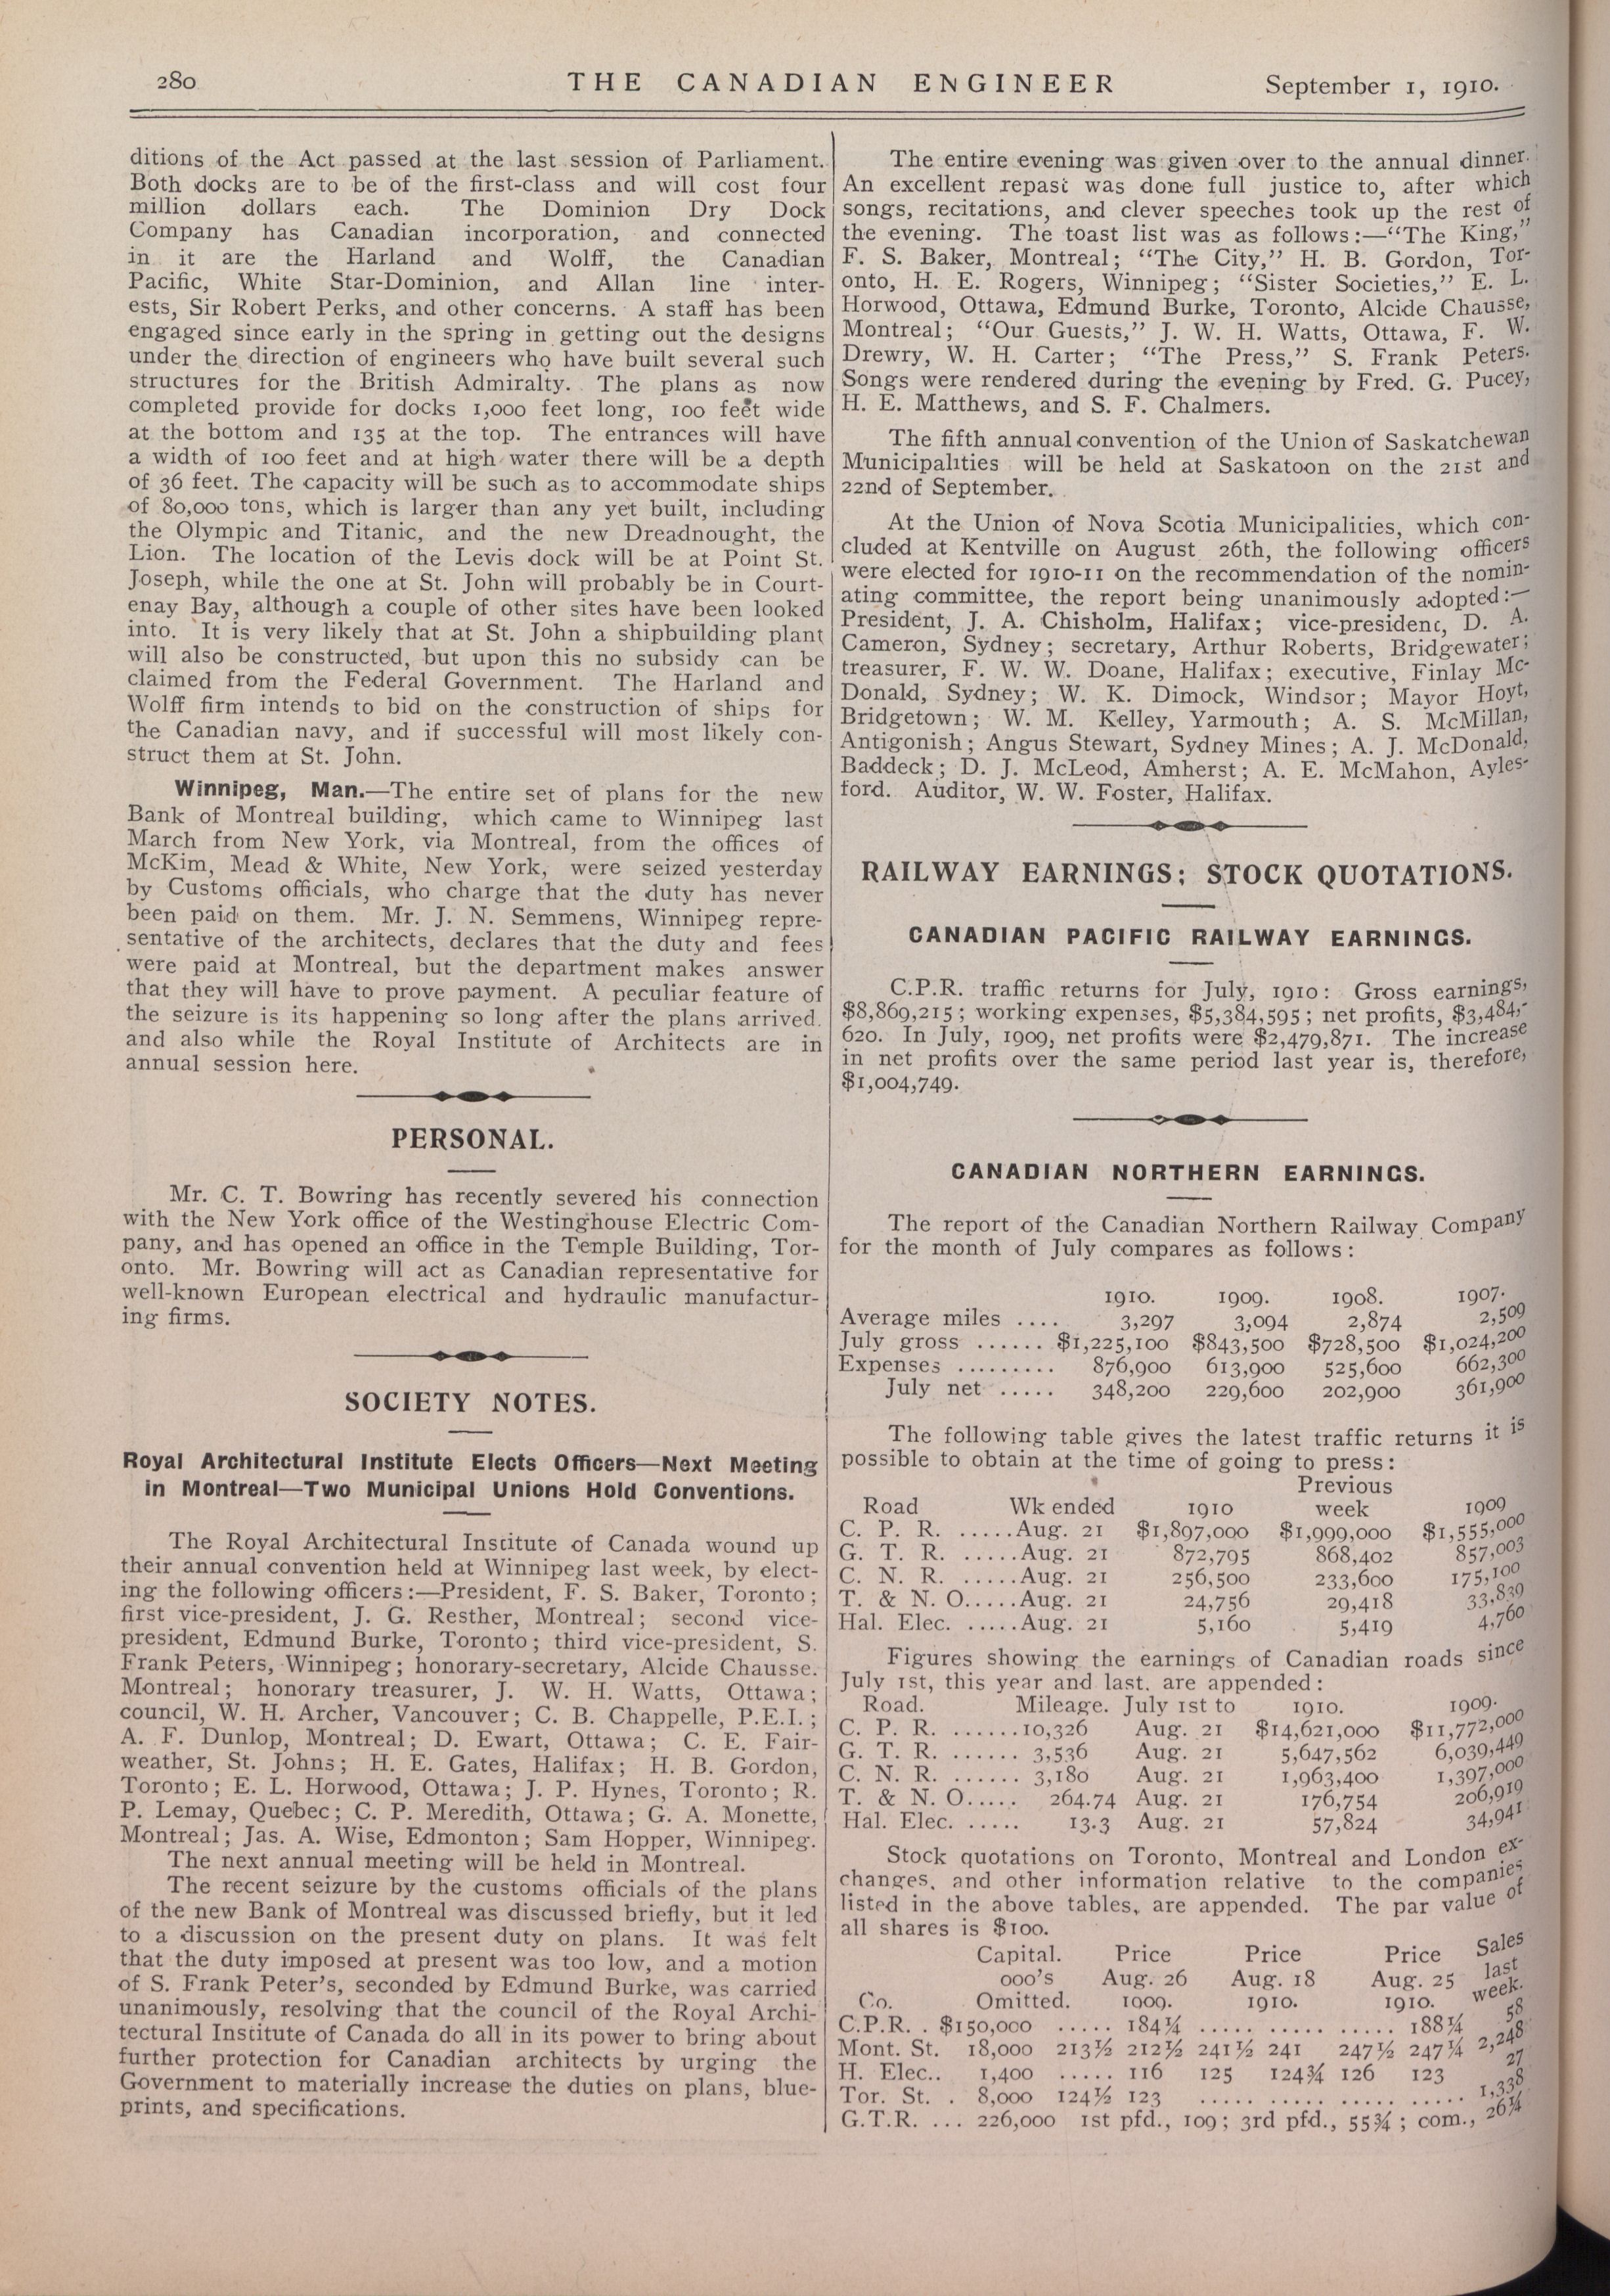 280
THE CANADIAN ENGINEER
September 1, 1910.
ditions of the Act passed at the last session of Parliament.
Both docks are to be of the first-class and will cost four
million dollars each. The Dominion Dry Dock
Company has Canadian incorporation, and connected
in it are the Harland and Wolff, the Canadian
Pacific, White Star-Dominion, and Allan line inter-
ests, Sir Robert Perks, and other concerns. A staff has been
engaged since early in the spring in getting out the designs
under the direction of engineers who have built several such
structures for the British Admiralty. The plans as now
completed provide for docks 1,000 feet long, 100 feet wide
at the bottom and 135 at the top. The entrances will have
a width of 100 feet and at high water there will be a depth
of 36 feet. The capacity will be such as to accommodate ships
of 80,000 tons, which is larger than any yet built, including
the Olympic and Titanic, and the new Dreadnought, the
Lion. The location of the Levis dock will be at Point St.
Joseph, while the one at St. John will probably be in Court-
enay Bay, although a couple of other sites have been looked
into. It is very likely that at St. John a shipbuilding plant
will also be constructed, but upon this no subsidy can be
claimed from the Federal Government. The Harland and
Wolff firm intends to bid on the construction of ships for
the Canadian navy, and if successful will most likely con-
struct them at St. John.
Winnipeg, Man.—The entire set of plans for the new
Bank of Montreal building, which came to Winnipeg last
March from New York, via Montreal, from the offices of
McKim, Mead & White, New York, were seized yesterday
by Customs officials, who charge that the duty has never
been paid on them. Mr. J. N. Semmens, Winnipeg repre-
sentative of the architects, declares that the duty and fees
were paid at Montreal, but the department makes answer
that they will have to prove payment. A peculiar feature of
the seizure is its happening so long after the plans arrived.
and also while the Royal Institute of Architects are in
annual session here.
PERSONAL.
Mr. C. T. Bowring has recently severed his connection
with the New York office of the Westinghouse Electric Com-
pany, and has opened an office in the Temple Building, Tor-
onto. Mr. Bowring will act as Canadian representative for
well-known European electrical and hydraulic manufactur-
ing firms.
SOCIETY NOTES.
Royal Architectural Institute Elects Officers—Next Meeting
in Montreal—Two Municipal Unions Hold Conventions.
The Royal Architectural Institute of Canada wound up
their annual convention held at Winnipeg last week, by elect-
ing the following officers:—President, F. S. Baker, Toronto;
first vice-president, J. G. Resther, Montreal; second vice-
president, Edmund Burke, Toronto; third vice-president, S.
Frank Peters, Winnipeg; honorary-secretary, Alcide Chausse.
Montreal; honorary treasurer, J. W. H. Watts, Ottawa;
council, W. H. Archer, Vancouver; C. B. Chappelle, P.E.I.;
A. F. Dunlop, Montreal; D. Ewart, Ottawa; C. E. Fair-
weather, St. Johns; H. E. Gates, Halifax; H. B. Gordon,
Toronto; E. L. Horwood, Ottawa; J. P. Hynes, Toronto; R.
P. Lemay, Quebec; C. P. Meredith, Ottawa; G. A. Monette,
Montreal; Jas. A. Wise, Edmonton; Sam Hopper, Winnipeg.
The next annual meeting will be held in Montreal.
The recent seizure by the customs officials of the plans
of the new Bank of Montreal was discussed briefly, but it led
to a discussion on the present duty on plans. It was felt
that the duty imposed at present was too low, and a motion
of S. Frank Peter's, seconded by Edmund Burke, was carried
unanimously, resolving that the council of the Royal Archi-
tectural Institute of Canada do all in its power to bring about
further protection for Canadian architects by urging the
Government to materially increase the duties on plans, blue-
prints, and specifications.
The entire evening was given over to the annual dinner.
An excellent repast was done full justice to, after which
songs, recitations, and clever speeches took up the rest of
the evening. The toast list was as follows:—"The King,"
F. S. Baker, Montreal; "The City," H. B. Gordon, Tor-
onto, H. E. Rogers, Winnipeg; "Sister Societies," E. L.
Horwood, Ottawa, Edmund Burke, Toronto, Alcide Chausse,
Montreal; "Our Guests," J. W. H. Watts, Ottawa, F. W.
Drewry, W. H. Carter; "The Press," S. Frank Peters.
Songs were rendered during the evening by Fred. G. Pucey,
H. E. Matthews, and S. F. Chalmers.
The fifth annual convention of the Union of Saskatchewan
Municipalities will be held at Saskatoon on the 21st and
22nd of September.
At the Union of Nova Scotia Municipalities, which con-
cluded at Kentville on August 26th, the following officers
were elected for 1910-11 on the recommendation of the nomin-
ating committee, the report being unanimously adopted:—
President, J. A. Chisholm, Halifax; vice-president, D. A.
Cameron, Sydney; secretary, Arthur Roberts, Bridgewater;
treasurer, F. W. W. Doane, Halifax; executive, Finlay Mc-
Donald, Sydney; W. K. Dimock, Windsor; Mayor Hoyt,
Bridgetown; W. M. Kelley, Yarmouth; A. S. McMillan,
Antigonish; Angus Stewart, Sydney Mines; A. J. McDonald,
Baddeck; D. J. McLeod, Amherst; A. E. McMahon, Ayles-
ford. Auditor, W. W. Foster, Halifax.
RAILWAY EARNINGS; STOCK QUOTATIONS.
CANADIAN PACIFIC RAILWAY EARNINGS.
C.P.R. traffic returns for July, 1910: Gross earnings,
$8,869,215; working expenses, $5,384,595; net profits, $3,484,-
620. In July, 1909, net profits were $2,479,871. The increase
in net profits over the same period last year is, therefore,
$1,004,749.
CANADIAN NORTHERN EARNINGS.
The report of the Canadian Northern Railway Company
for the month of July compares as follows:
1910. 1909. 1908. 1907.
Average miles .... 3,297 3,094 2,874 2,509
July gross ...... $1,225,100 $843,500 $728,500 $1,024,200
Expenses ......... 876,900 613,900 525,600 662,300
July net ..... 348,200 229,600 202,900 361,900
The following table gives the latest traffic returns it is
possible to obtain at the time of going to press:
Previous
Road Wk ended 1910 week 1909
C. P. R. .....Aug. 21 $1,897,000 $1,999,000 $1,555,000
G. T. R. .....Aug. 21 872,795 868,402 857,003
C. N. R. .....Aug. 21 256,500 233,600 175,100
T. & N. O.....Aug. 21 24,756 29,418 33,839
Hal. Elec. .....Aug. 21 5,160 5,419 4,760
Figures showing the earnings of Canadian roads since
July 1st, this year and last, are appended:
Road. Mileage. July 1st to 1910. 1909.
C. P. R. ......10,326 Aug. 21 $14,621,000 $11,772,000
G. T. R. ...... 3,536 Aug. 21 5,647,562 6,039,449
C. N. R. ...... 3,180 Aug. 21 1,963,400 1,397,000
T. & N. O..... 264.74 Aug. 21 176,754 206,919
Hal. Elec. ..... 13.3 Aug. 21 57,824 34,941
Stock quotations on Toronto, Montreal and London ex-
changes, and other information relative to the companies
listed in the above tables, are appended. The par value of
all shares is $100.
Capital. Price Price Price Sales
000's Aug. 26 Aug. 18 Aug. 25 last
Co. Omitted. 1909. 1910. 1910. week.
C.P.R. . $150,000 ..... 184¼ ..... ..... ..... 188¼ 58
Mont. St. 18,000 213½ 212½ 241½ 241 247½ 247¼ 2,248
H. Elec.. 1,400 ..... 116 125 124¾ 126 123 27
Tor. St. . 8,000 124½ 123 ..... ..... ..... ..... 1,338
G.T.R. ... 226,000 1st pfd., 109; 3rd pfd., 55¾; com., 26¼